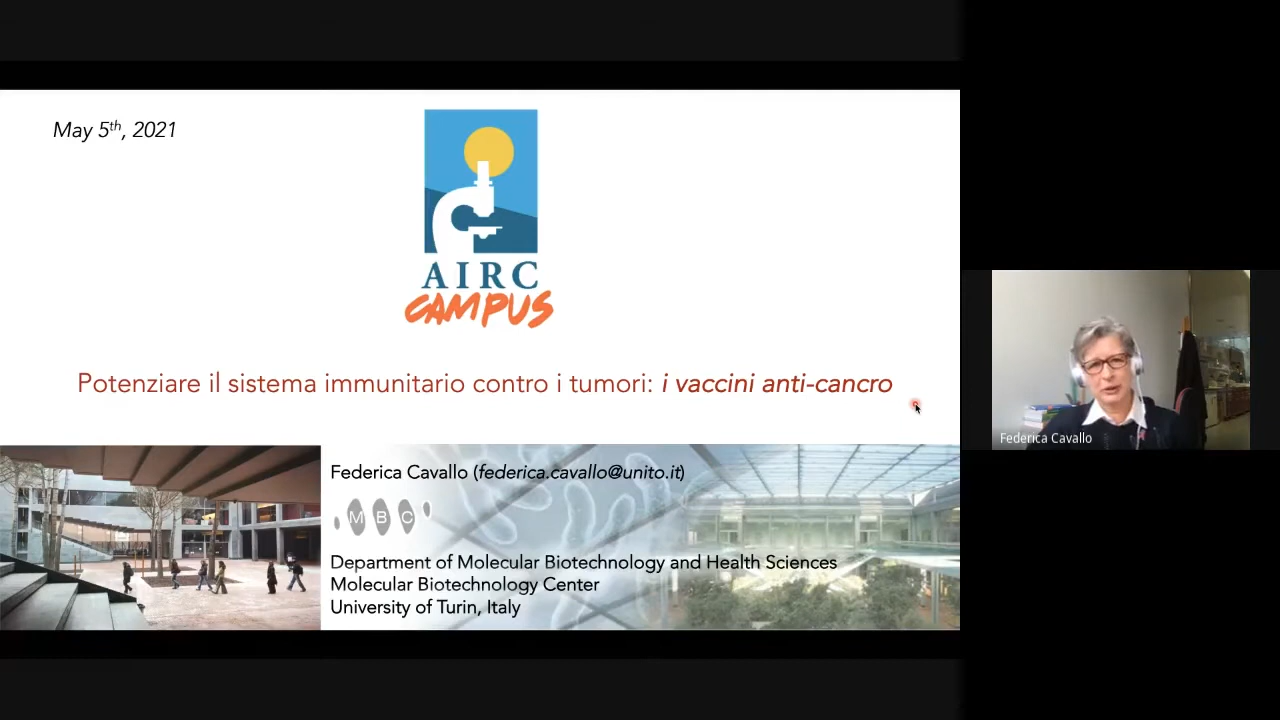 May 5th, 2021
AIRC
CAMPUS
Potenziare il sistema immunitario contro i tumori: i vaccini anti-cancro
Federica Cavallo (federica.cavallo@unito.it)
MBC
Department of Molecular Biotechnology and Health Sciences
Molecular Biotechnology Center
University of Turin, Italy
Federica Cavallo